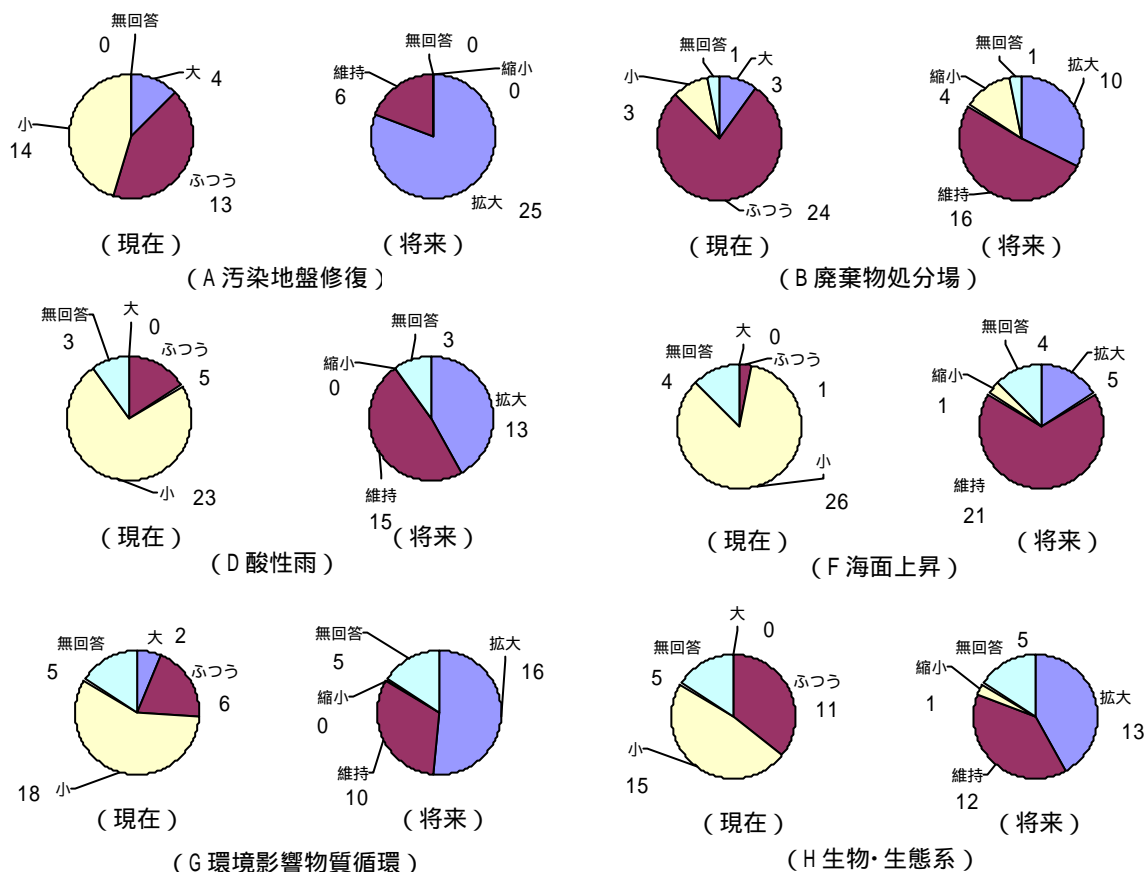 無回答
0
大 4
小
14
ふつう
13
(現在)
無回答 0
縮小
0
維持
6
拡大 25
(将来)
(A 汚染地盤修復)
無回答 1
大
3
小
3
ふつう 24
(現在)
無回答 1
拡大
10
縮小
4
維持
16
(将来)
(B 廃棄物処分場)
無回答
3
大
0
ふつう
5
小 23
(現在)
無回答 3
縮小
0
拡大
13
維持
15
(将来)
(D 酸性雨)
大 0
無回答
4
ふつう
1
小
26
(現在)
無回答 4
拡大
5
縮小
1
維持
21
(将来)
(F 海面上昇)
無回答
5
大 2
ふつう
6
18 小
(現在)
無回答
5
拡大
16
縮小
0
維持
10
(将来)
(G 環境影響物質循環)
大
0
無回答
5
ふつう
11
小
15
(現在)
無回答 5
縮小
1
拡大
13
維持
12
(将来)
(H 生物・生態系)